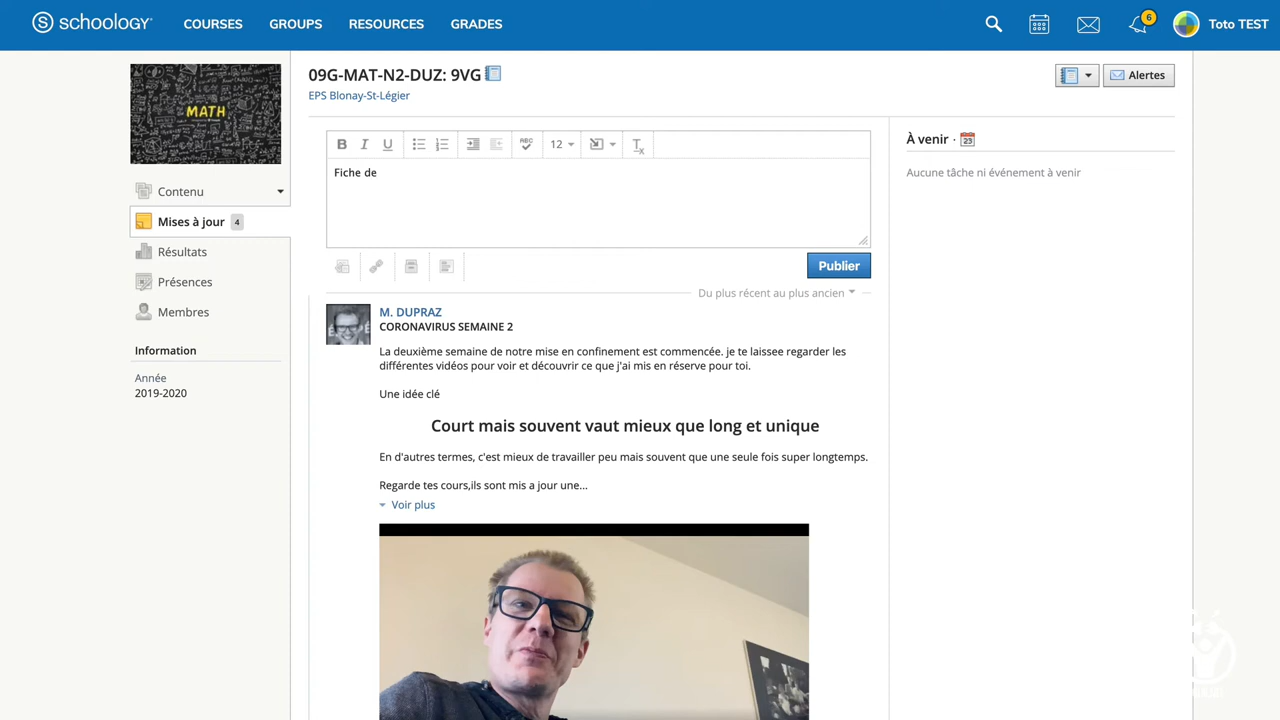 schoology
COURSES
GROUPS
RESOURCES
GRADES
6
Toto TEST
MATH
09G-MAT-N2-DUZ: 9VG
EPS Blonay-St-Légier
Alertes
Contenu
Mises à jour 4
Résultats
Présences
Membres
Information
Année
2019-2020
B I U
ABC
12
Fiche de
Publier
Du plus récent au plus ancien
M. DUPRAZ
CORONAVIRUS SEMAINE 2
La deuxième semaine de notre mise en confinement est commencée. je te laissee regarder les
différentes vidéos pour voir et découvrir ce que j'ai mis en réserve pour toi.
Une idée clé
Court mais souvent vaut mieux que long et unique
En d'autres termes, c'est mieux de travailler peu mais souvent que une seule fois super longtemps.
Regarde tes cours,ils sont mis a jour une...
Voir plus
À venir · 23
Aucune tâche ni événement à venir